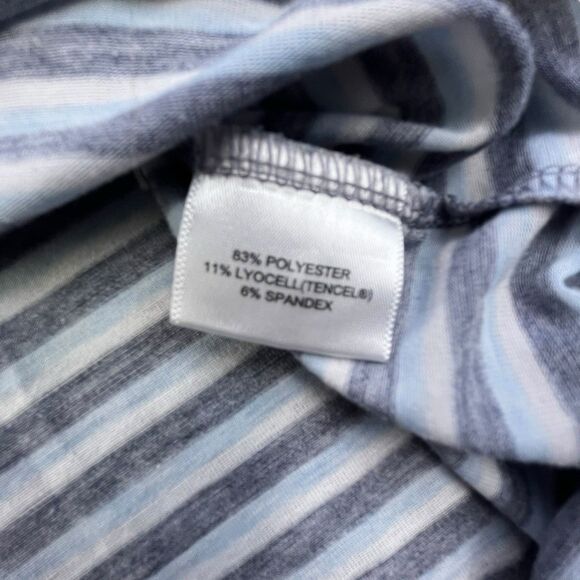 83% POLYESTER
11% LYOCELL(TENCEL®)
6% SPANDEX